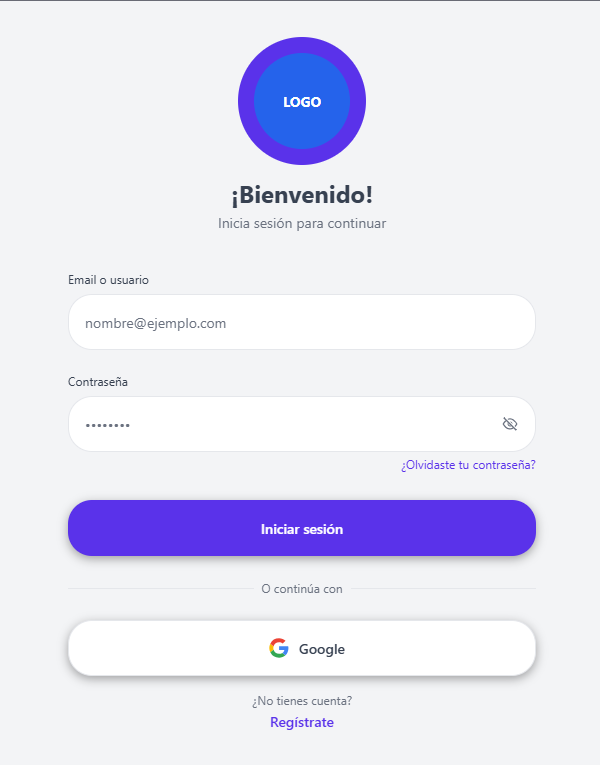 LOGO
¡Bienvenido!
Inicia sesión para continuar
Email o usuario
nombre@ejemplo.com
Contraseña
••••••••
¿Olvidaste tu contraseña?
Iniciar sesión
O continúa con
Google
¿No tienes cuenta?
Regístrate